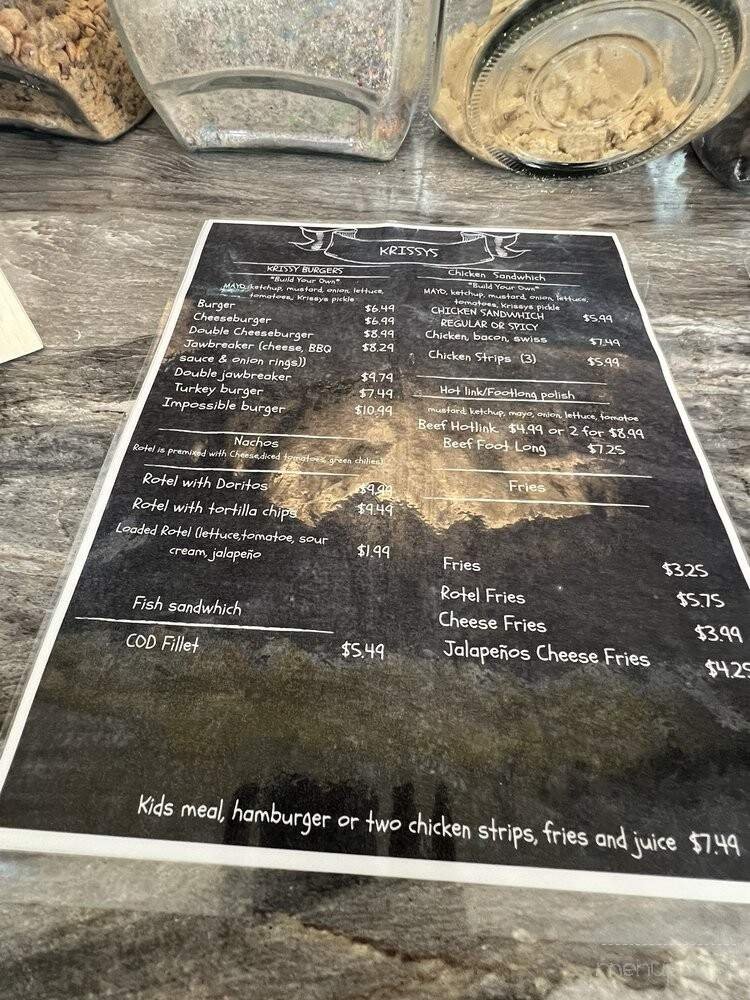 KRISSYS
KRISSY BURGERS
"Build Your Own"
MAYO, ketchup, mustard, onion, lettuce,
tomatoes, Krissys pickle
Burger $6.49
Cheeseburger $6.99
Double Cheeseburger $8.99
Jawbreaker (cheese, BBQ $8.29
sauce & onion rings))
Double jawbreaker $9.79
Turkey burger $7.49
Impossible burger $10.99
Nachos
Rotel is premixed with Cheese,diced tomatoes, green chilies)
Rotel with Doritos $9.99
Rotel with tortilla chips $9.49
Loaded Rotel (lettuce,tomatoe, sour
cream, jalapeño $1.99
Fish sandwhich
COD Fillet $5.49
Chicken Sandwhich
"Build Your Own"
MAYO, ketchup, mustard, onion, lettuce,
tomatoes, Krissys pickle
CHICKEN SANDWHICH $5.99
REGULAR OR SPICY
Chicken, bacon, swiss $7.49
Chicken Strips (3) $5.99
Hot link/Footlong polish
mustard, ketchup, mayo, onion, lettuce, tomatoe
Beef Hotlink $4.99 or 2 for $8.99
Beef Foot Long $7.25
Fries
Fries $3.25
Rotel Fries $5.75
Cheese Fries $3.99
Jalapeños Cheese Fries $4.25
Kids meal, hamburger or two chicken strips, fries and juice $7.49